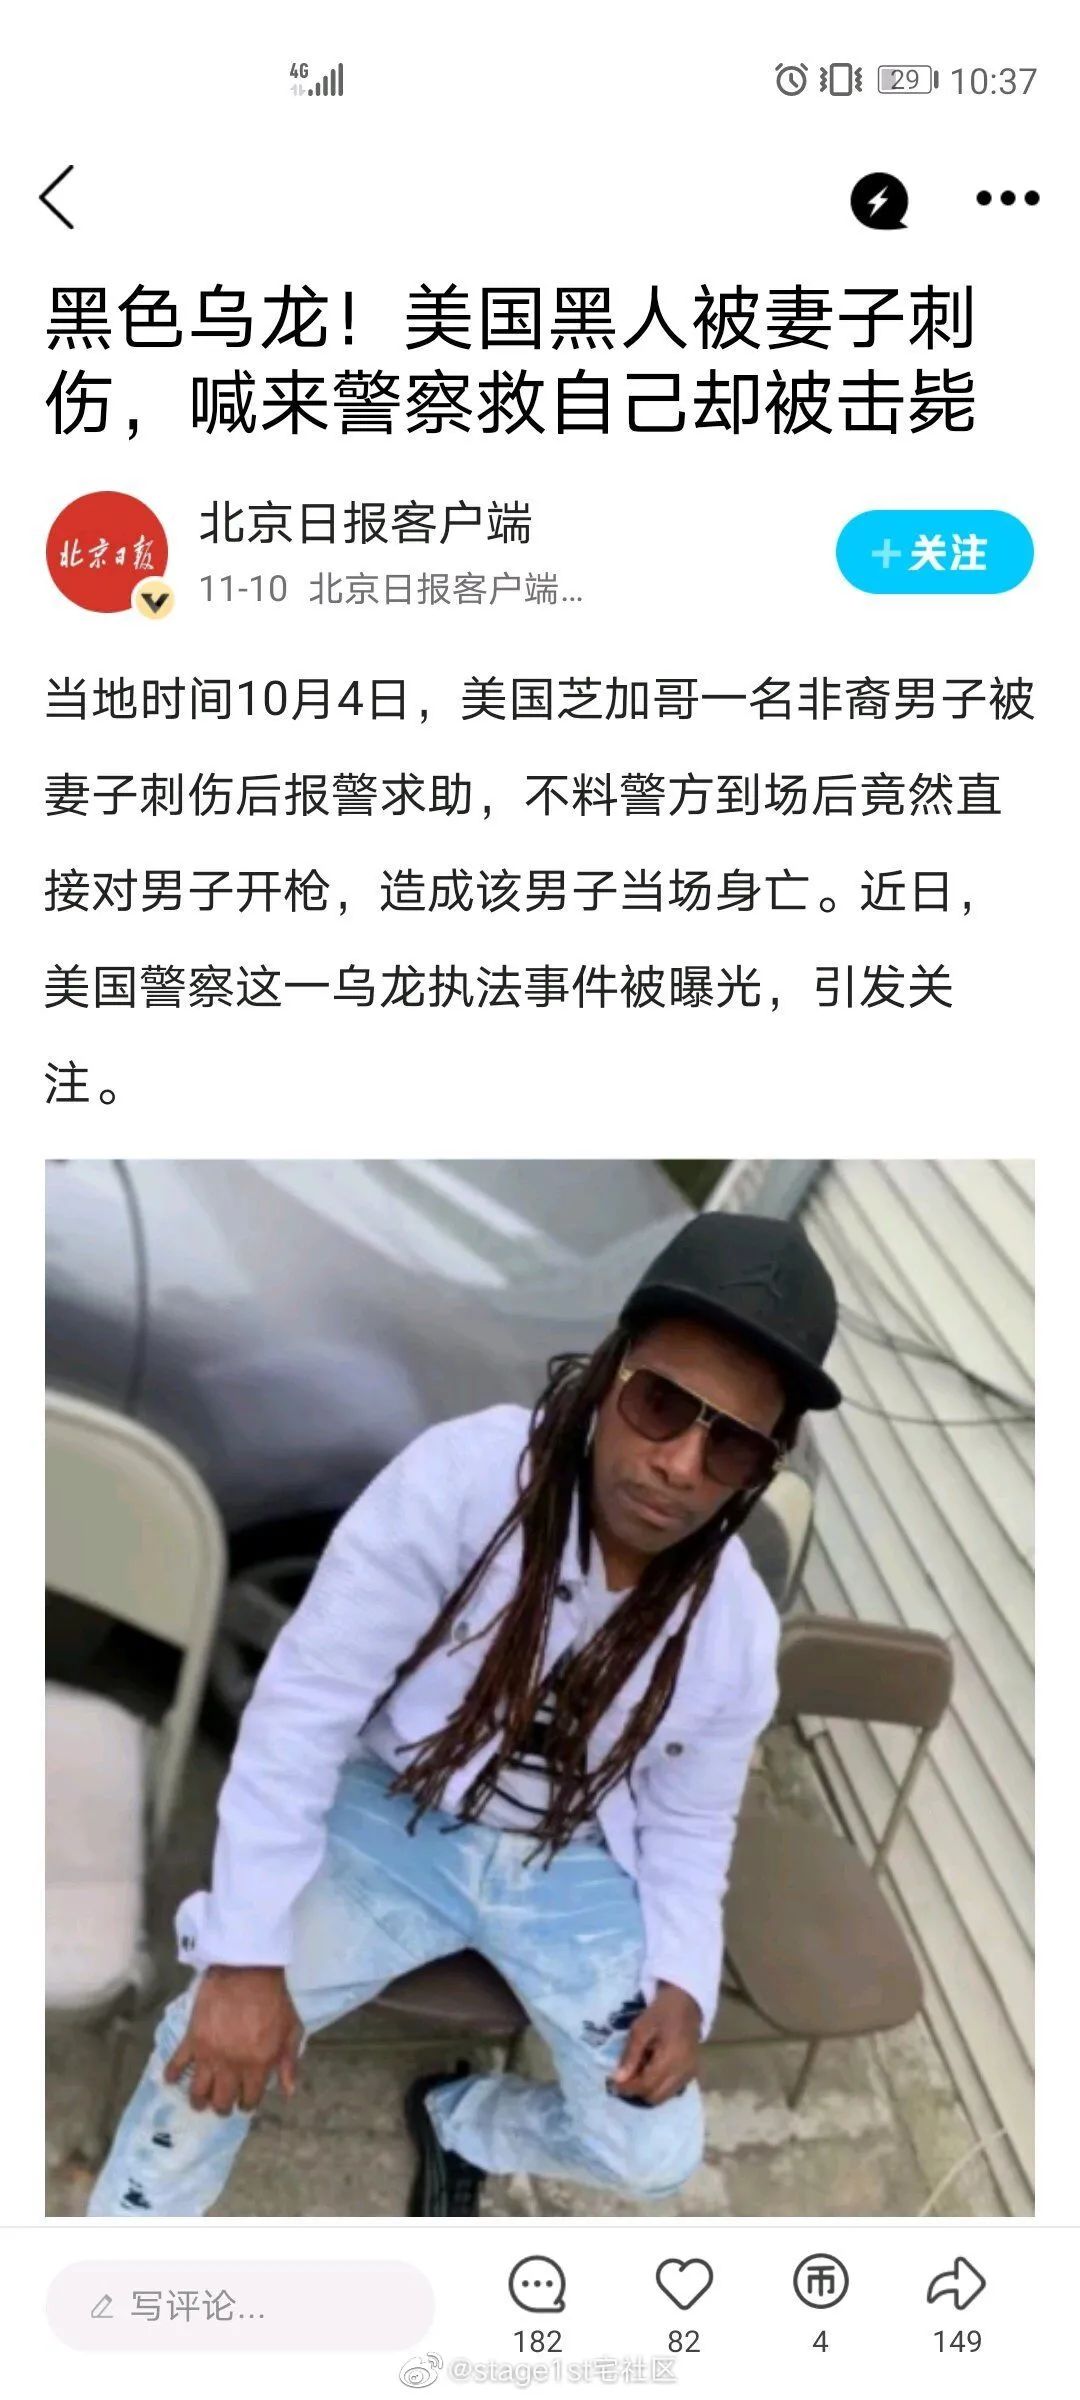 4G
29 10:37
黑色乌龙！美国黑人被妻子刺
伤，喊来警察救自己却被击毙
北京日报
北京日报客户端
11-10 北京日报客户端...
+关注
当地时间10月4日，美国芝加哥一名非裔男子被
妻子刺伤后报警求助，不料警方到场后竟然直
接对男子开枪，造成该男子当场身亡。近日，
美国警察这一乌龙执法事件被曝光，引发关
注。
写评论...
币
182 82 4 149
@stage1st宅社区